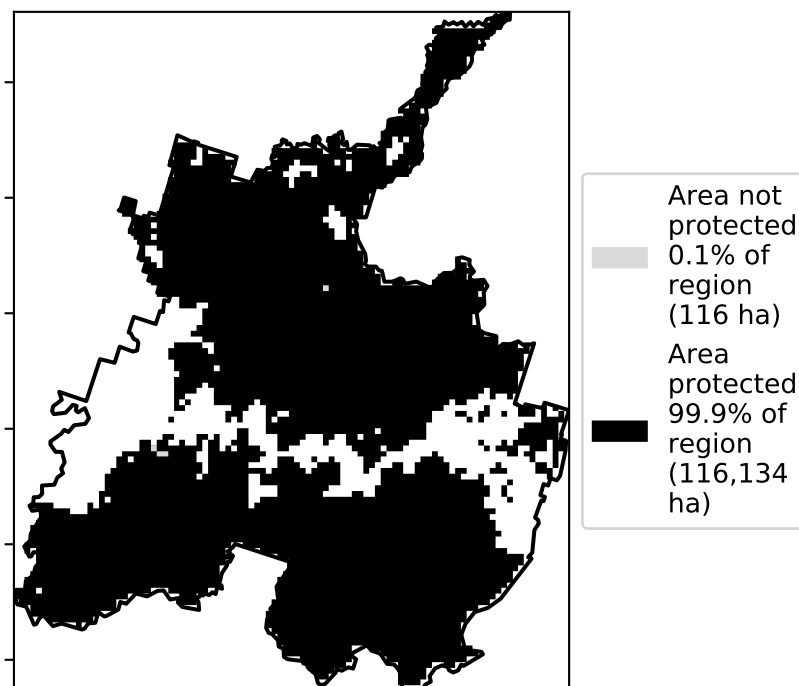 Area not
protected
0.1% of
region
(116 ha)
Area
protected
99.9% of
region
(116,134
ha)